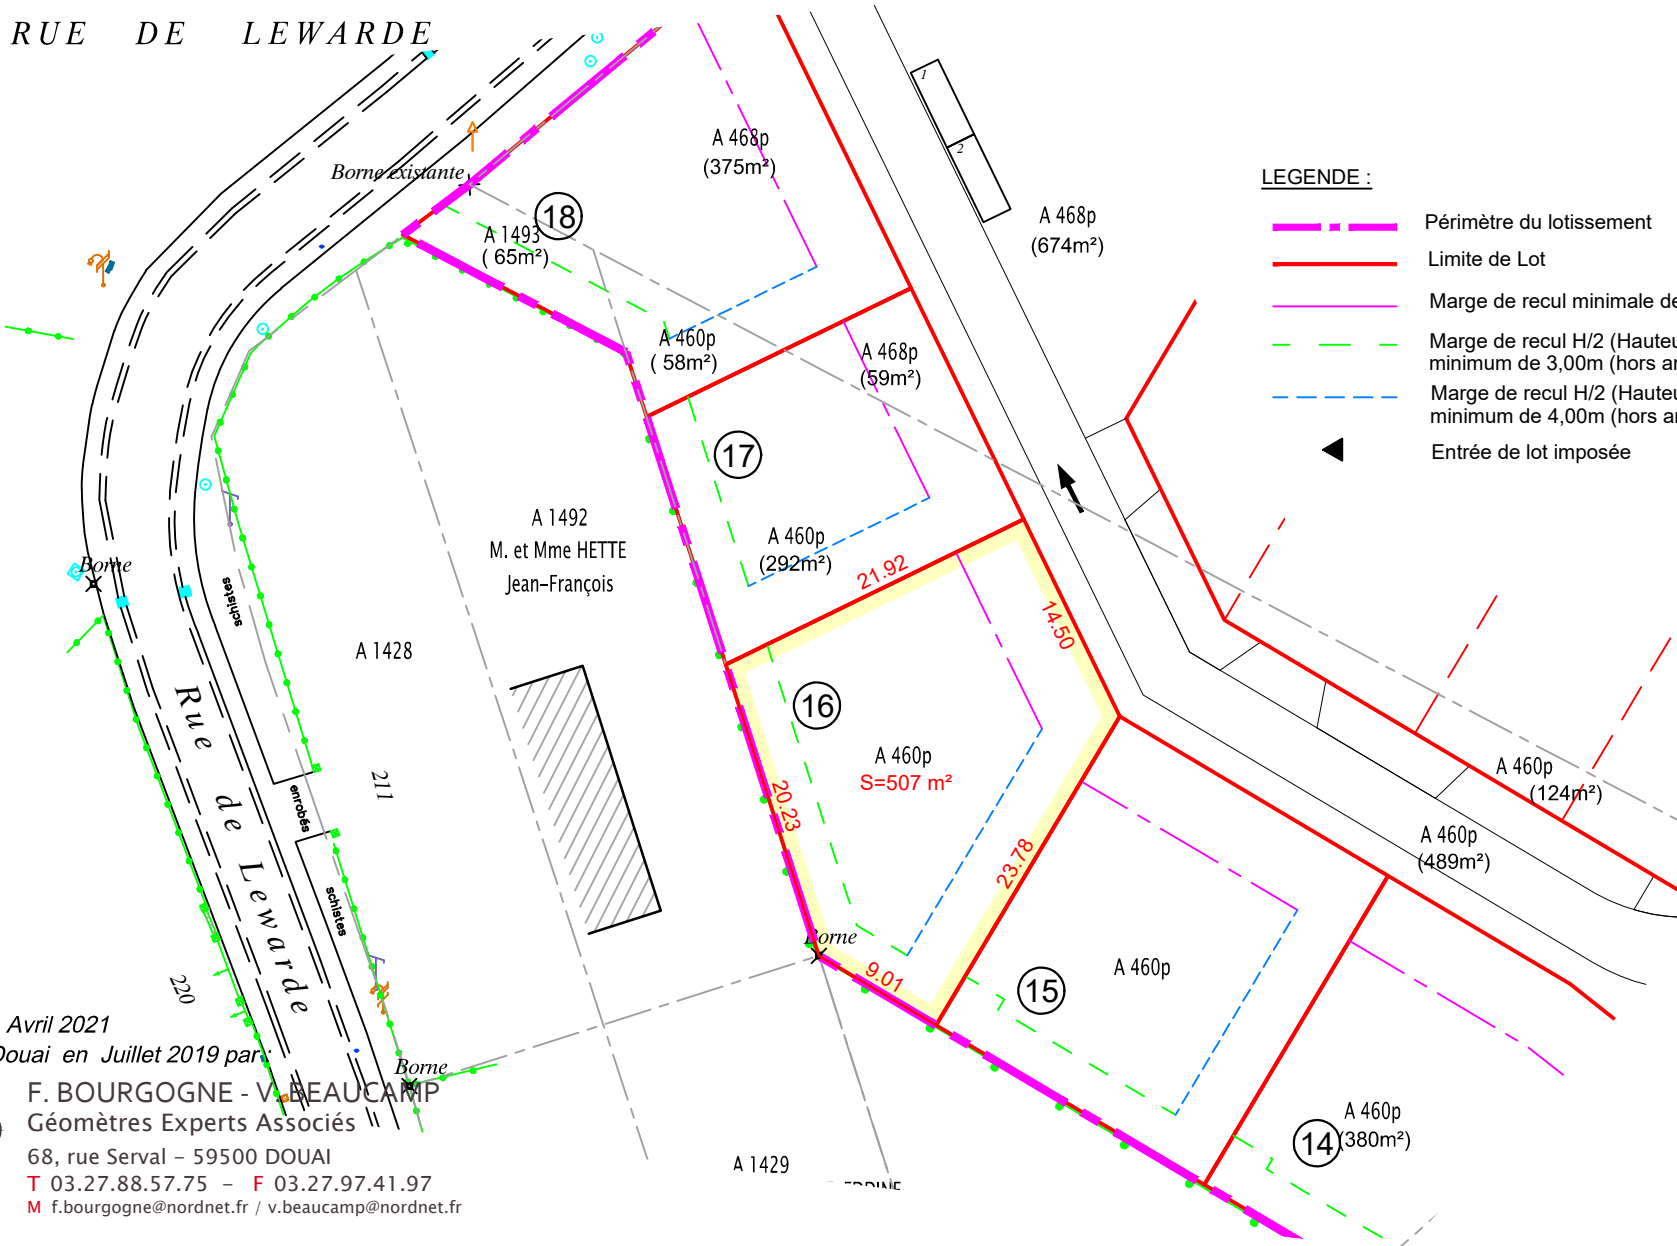 RUE DE LEWARDE
Borne existante
18
A 1493
( 65m²)
A 468p
(375m²)
1
2
A 468p
(674m²)
LEGENDE :
Périmètre du lotissement
Limite de Lot
Marge de recul minimale de
Marge de recul H/2 (Hauteu
minimum de 3,00m (hors an
Marge de recul H/2 (Hauteu
minimum de 4,00m (hors an
Entrée de lot imposée
A 460p
( 58m²)
A 468p
(59m²)
17
A 460p
(292m²)
A 1492
M. et Mme HETTE
Jean-François
A 1428
Borne
schistes
21.92
14.50
16
A 460p
S=507 m²
20.23
23.78
9.01
Borne
Rue de Lewarde
211
enrobés
schistes
220
A 460p
(124m²)
A 460p
(489m²)
15
A 460p
14
A 460p
(380m²)
Borne
A 1429
Avril 2021
Douai en Juillet 2019 par :
F. BOURGOGNE - V.BEAUCAMP
Géomètres Experts Associés
68, rue Serval – 59500 DOUAI
T 03.27.88.57.75 – F 03.27.97.41.97
M f.bourgogne@nordnet.fr / v.beaucamp@nordnet.fr